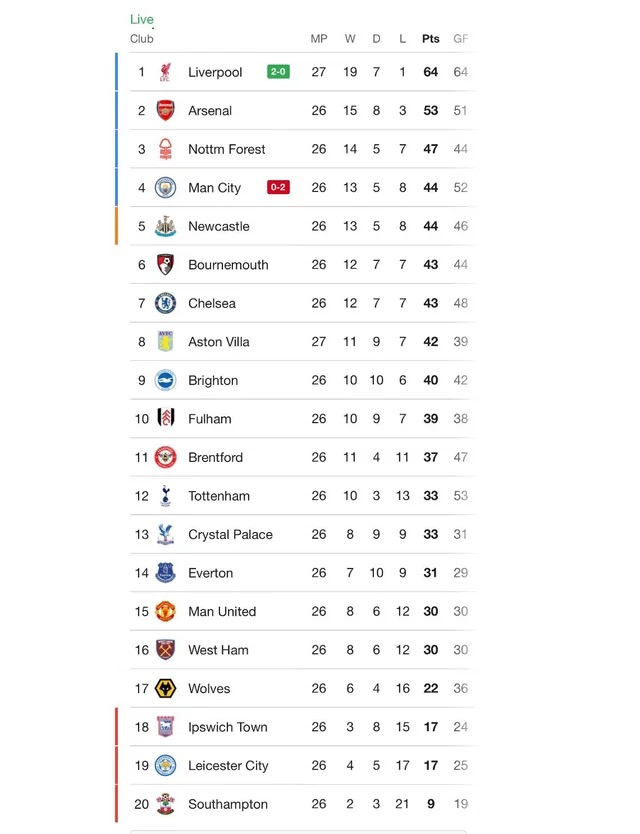 Live
Club MP W D L Pts GF
1 Liverpool 2-0 27 19 7 1 64 64
2 Arsenal 26 15 8 3 53 51
3 Nottm Forest 26 14 5 7 47 44
4 Man City 0-2 26 13 5 8 44 52
5 Newcastle 26 13 5 8 44 46
6 Bournemouth 26 12 7 7 43 44
7 Chelsea 26 12 7 7 43 48
8 Aston Villa 27 11 9 7 42 39
9 Brighton 26 10 10 6 40 42
10 Fulham 26 10 9 7 39 38
11 Brentford 26 11 4 11 37 47
12 Tottenham 26 10 3 13 33 53
13 Crystal Palace 26 8 9 9 33 31
14 Everton 26 7 10 9 31 29
15 Man United 26 8 6 12 30 30
16 West Ham 26 8 6 12 30 30
17 Wolves 26 6 4 16 22 36
18 Ipswich Town 26 3 8 15 17 24
19 Leicester City 26 4 5 17 17 25
20 Southampton 26 2 3 21 9 19